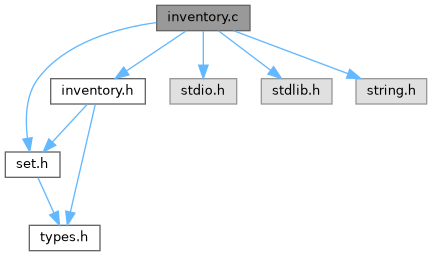 inventory.c
inventory.h
stdio.h
stdlib.h
string.h
set.h
types.h